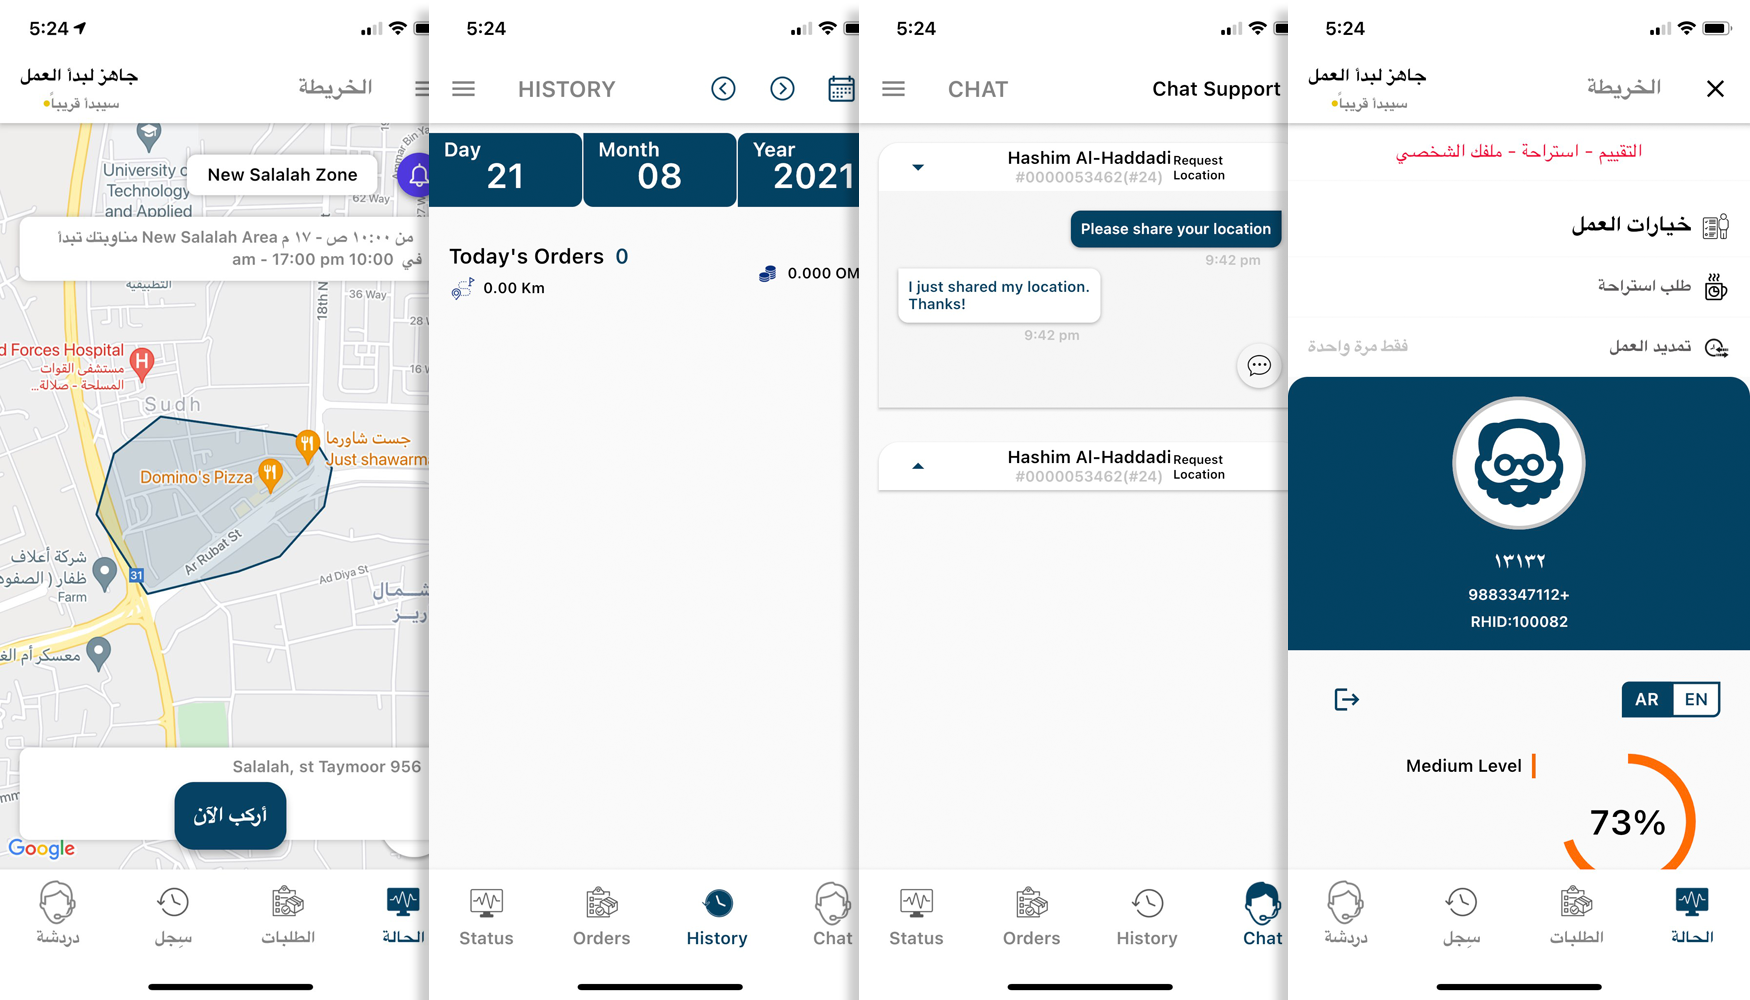 5:24
جاهز لبدأ العمل
سيبدأ قريباً
الخريطة
University o
Technology
and Applied
New Salalah Zone
62 Way
من ١٠:٠٠ ص - ١٧ م New Salalah Area مناوبتك تبدأ
في 10:00 am - 17:00 pm
التطبيقية
36 Way
28 W
18th N
16 W
d Forces Hospital
مستشفى القوات
المسلحة - صلالة...
Sudh
جست شاورما
Just shawarm
Domino's Pizza
Ar Rubat St
Ad Diya St
31
شركة أعلاف
ظفار (الصفوة
Farm
شمال
ريز
معسكر أم الغ
Salalah, st Taymoor 956
أركب الآن
Google
دردشة
سجل
الطلبات
الحالة
5:24
HISTORY
Day
21
Month
08
Year
2021
Today's Orders 0
0.00 Km
0.000 OM
Status
Orders
History
Chat
5:24
CHAT
Chat Support
Hashim Al-Haddadi
#0000053462(#24)
Request
Location
Please share your location
9:42 pm
I just shared my location.
Thanks!
9:42 pm
Hashim Al-Haddadi
#0000053462(#24)
Request
Location
Status
Orders
History
Chat
5:24
جاهز لبدأ العمل
سيبدأ قريباً
الخريطة
التقييم - استراحة - ملفك الشخصي
خيارات العمل
طلب استراحة
تمديد العمل
فقط مرة واحدة
١٣١٣٢
9883347112+
RHID:100082
AR EN
Medium Level
73%
دردشة
سجل
الطلبات
الحالة